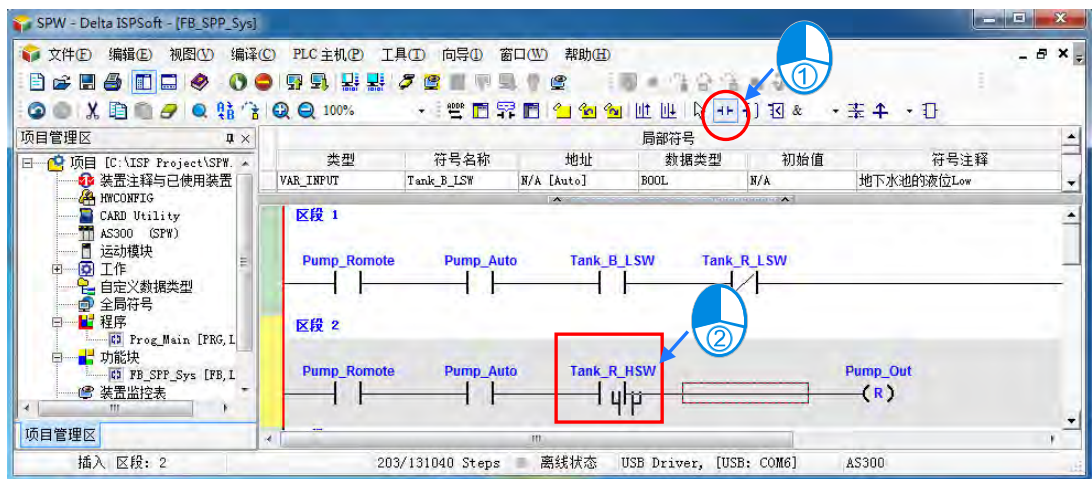 SPW - Delta ISPSoft - [FB_SPP_Sys]
文件(F) 编辑(E) 视图(V) 编译(C) PLC 主机(P) 工具(T) 向导(I) 窗口(W) 帮助(H)
①
100%
ADDR
&
项目管理区
项目 [C:\ISP Project\SPW.
装置注释与已使用装置
HWCONFIG
CARD Utility
AS300 (SPW)
运动模块
工作
自定义数据类型
全局符号
程序
Prog_Main [PRG,L
功能块
FB_SPP_Sys [FB,L
装置监控表
项目管理区
局部符号
类型 符号名称 地址 数据类型 初始值 符号注释
VAR_INPUT Tank_B_LSW N/A [Auto] BOOL N/A 地下水池的液位Low
区段 1
Pump_Romote Pump_Auto Tank_B_LSW Tank_R_LSW
区段 2
②
Pump_Romote Pump_Auto Tank_R_HSW Pump_Out
R
插入 区段: 2 203/131040 Steps 离线状态 USB Driver, [USB: COM6] AS300